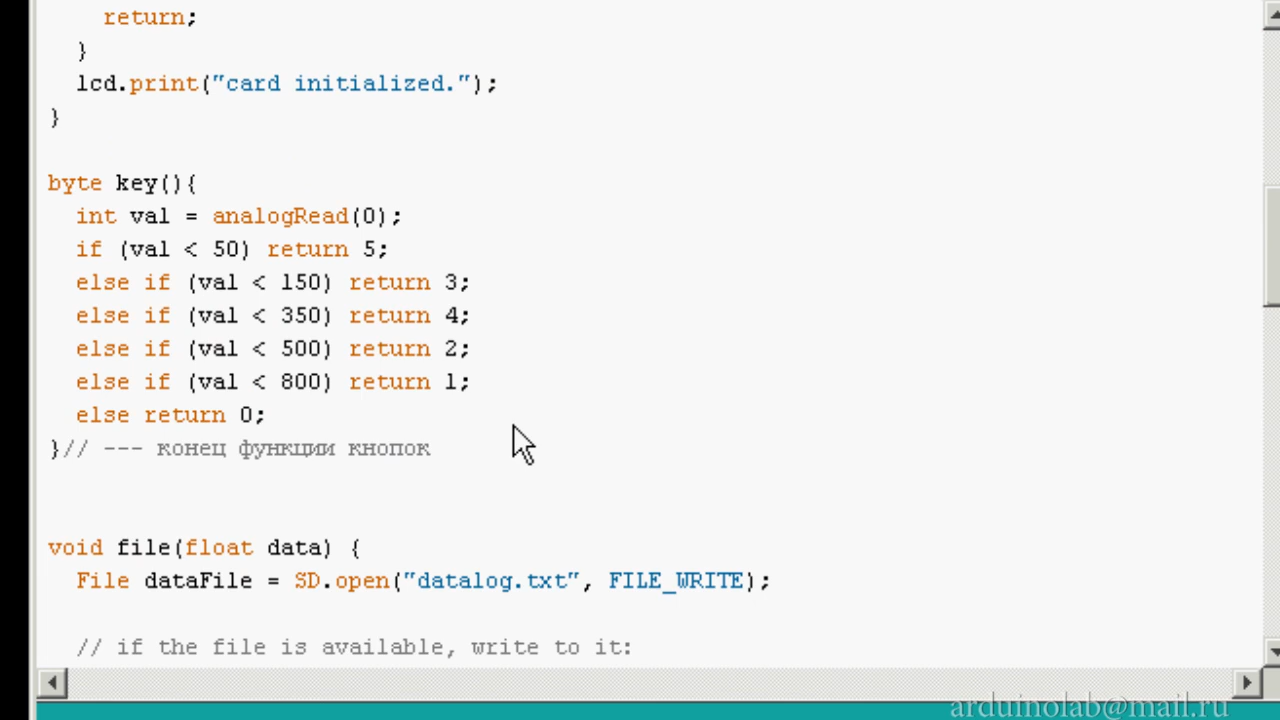 return;
}
lcd.print("card initialized.");
}
byte key(){
int val = analogRead(0);
if (val < 50) return 5;
else if (val < 150) return 3;
else if (val < 350) return 4;
else if (val < 500) return 2;
else if (val < 800) return 1;
else return 0;
}// --- конец функции кнопок
void file(float data) {
File dataFile = SD.open("datalog.txt", FILE_WRITE);
// if the file is available, write to it:
arduinolab@mail.ru